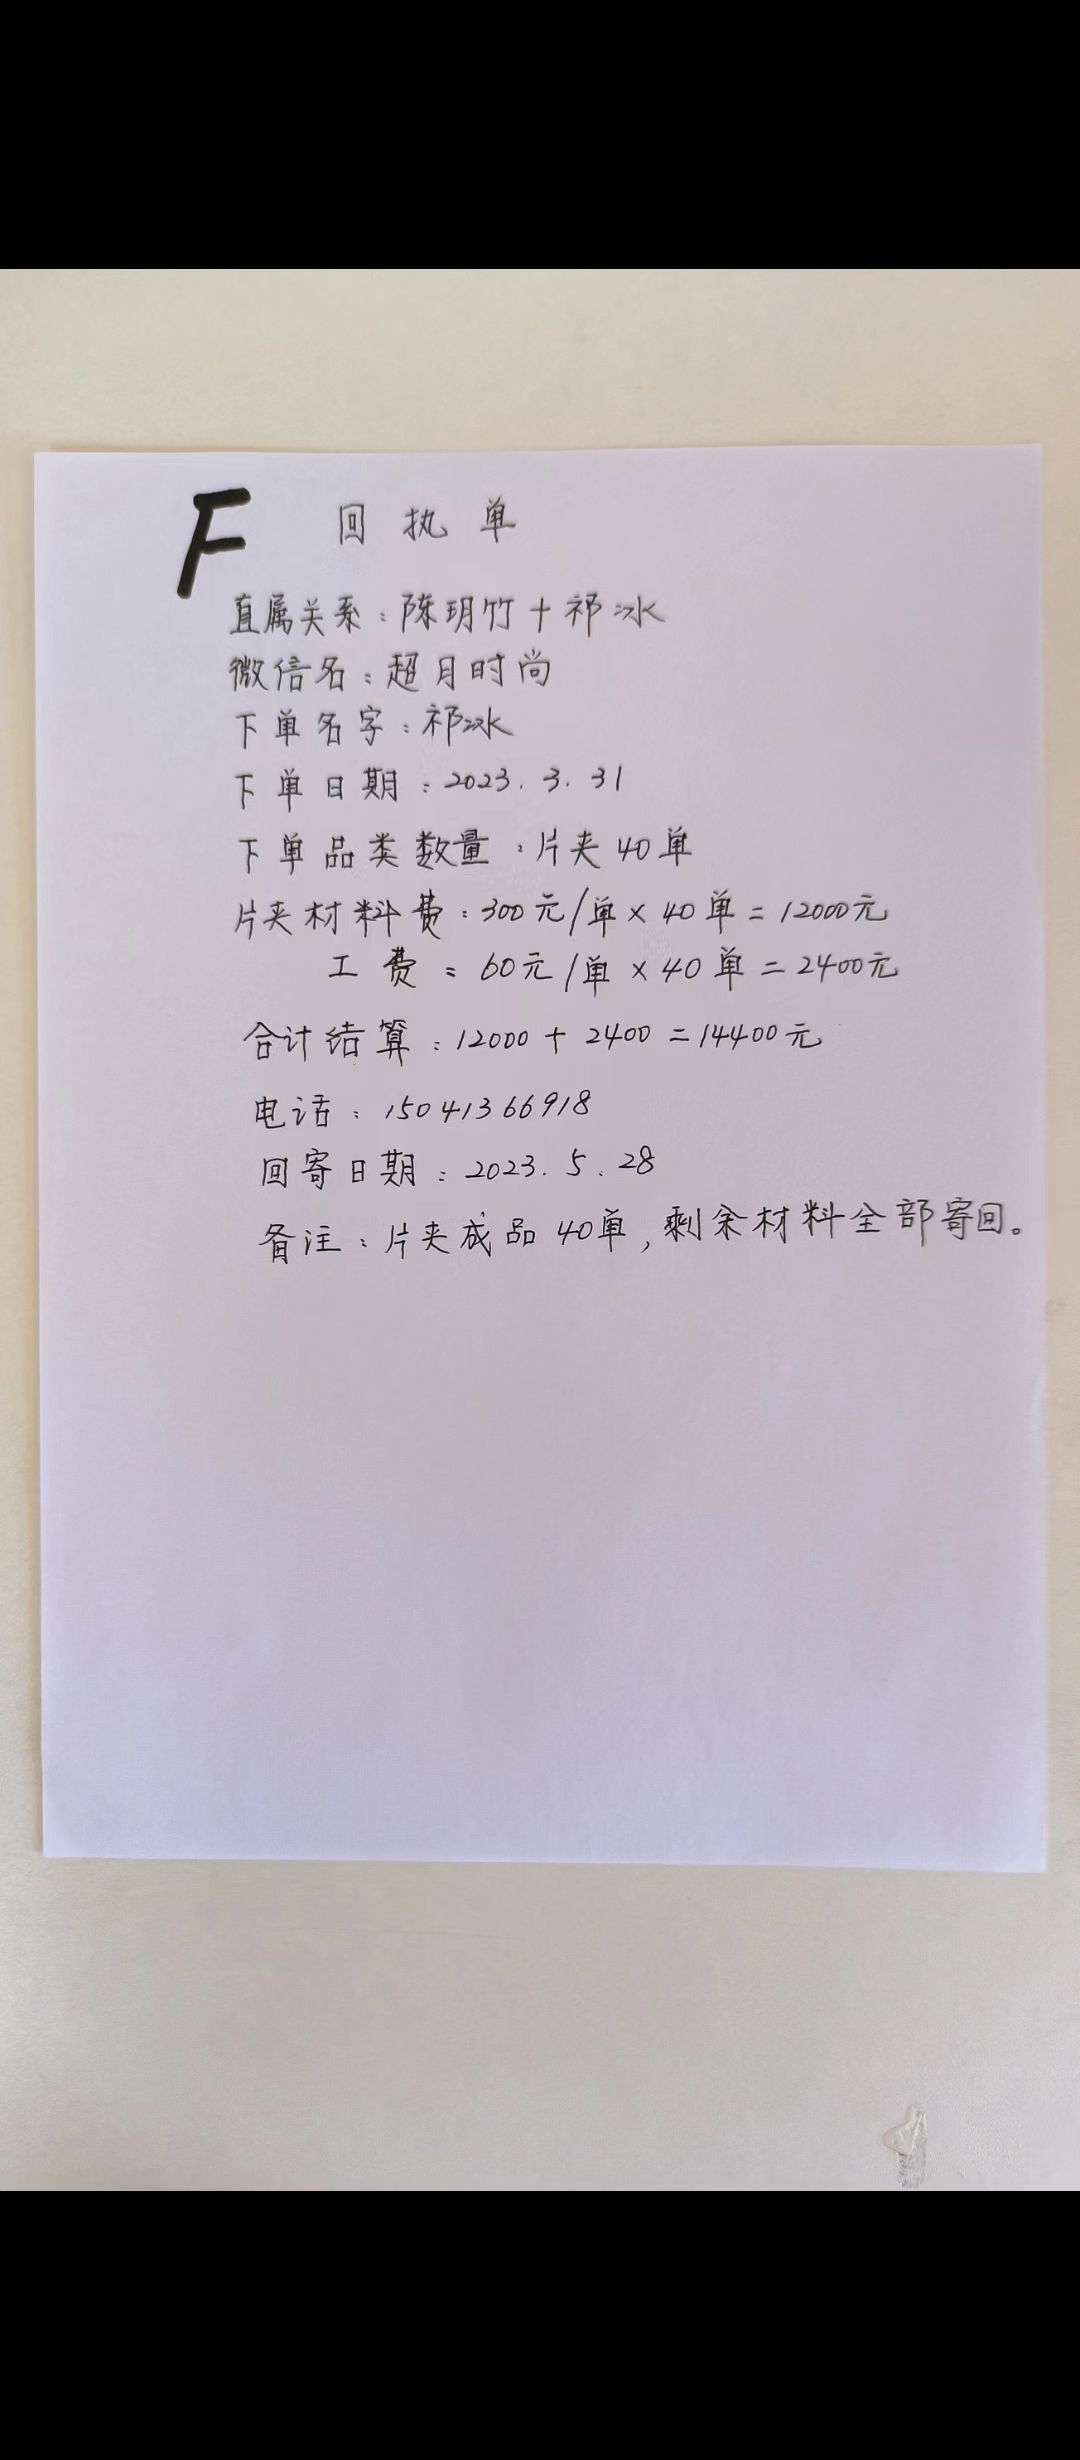 F 回执单
直属关系：陈玥竹+祁冰
微信名：超月时尚
下单名字：祁冰
下单日期：2023.3.31
下单品类数量：片夹40单
片夹材料费：300元/单×40单=12000元
工费：60元/单×40单=2400元
合计结算：12000+2400=14400元
电话：15041366918
回寄日期：2023.5.28
备注：片夹成品40单,剩余材料全部寄回。